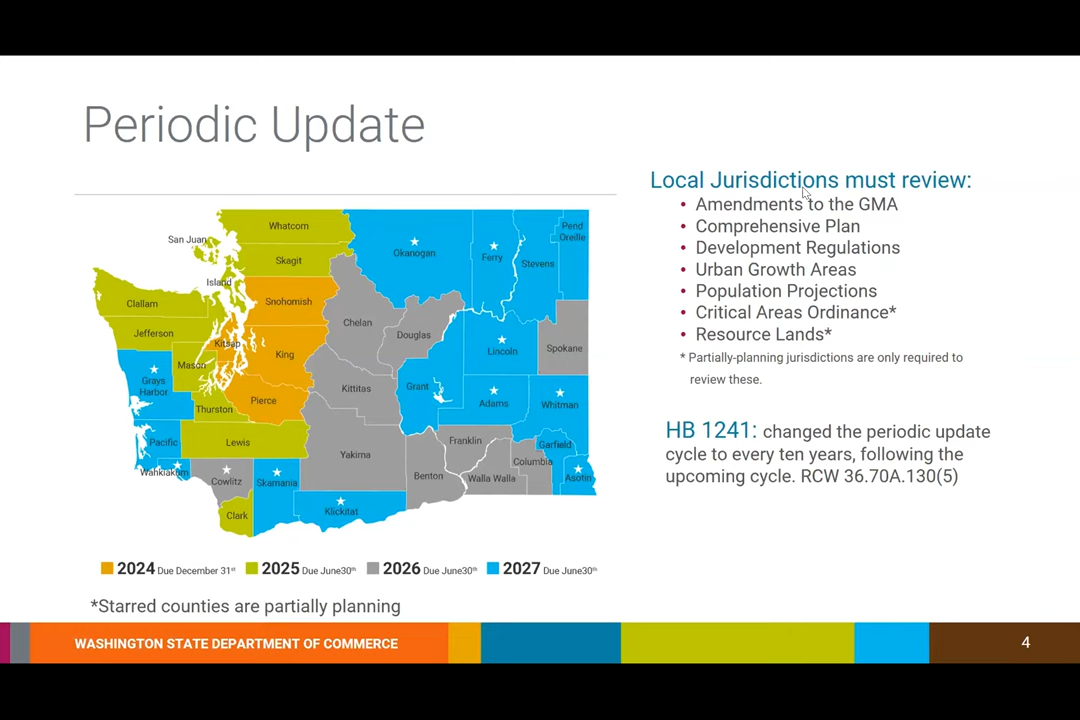 Periodic Update
Local Jurisdictions must review:
• Amendments to the GMA
• Comprehensive Plan
• Development Regulations
• Urban Growth Areas
• Population Projections
• Critical Areas Ordinance*
• Resource Lands*
* Partially-planning jurisdictions are only required to
review these.
HB 1241: changed the periodic update
cycle to every ten years, following the
upcoming cycle. RCW 36.70A.130(5)
Whatcom
San Juan
Skagit
Island
Snohomish
Clallam
Jefferson
Kitsap
King
Mason
Grays
Harbor
Pierce
Thurston
Pacific
Lewis
Wahkiakum
Cowlitz
Skamania
Clark
Klickitat
Okanogan
Ferry
Stevens
Pend
Oreille
Chelan
Douglas
Lincoln
Spokane
Kittitas
Grant
Adams
Whitman
Yakima
Franklin
Benton
Walla Walla
Columbia
Garfield
Asotin
2024 Due December 31st
2025 Due June30th
2026 Due June30th
2027 Due June30th
*Starred counties are partially planning
WASHINGTON STATE DEPARTMENT OF COMMERCE
4